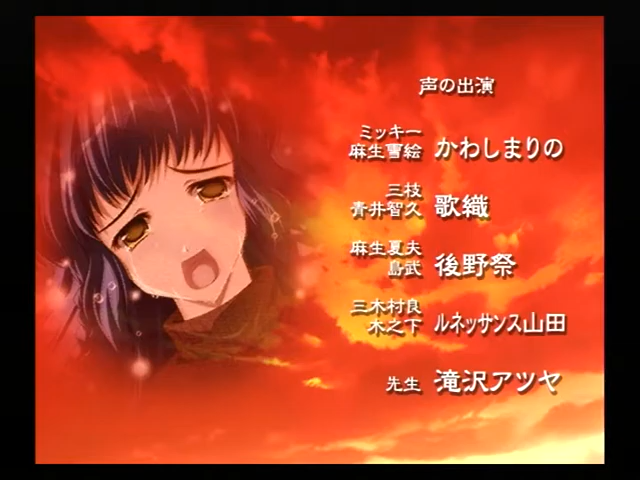 声の出演
ミッキー
麻生雪絵 かわしまりの
三枝
青井智久 歌織
麻生夏夫
島武 後野祭
三木村良
木之下 ルネッサンス山田
先生 滝沢アツヤ